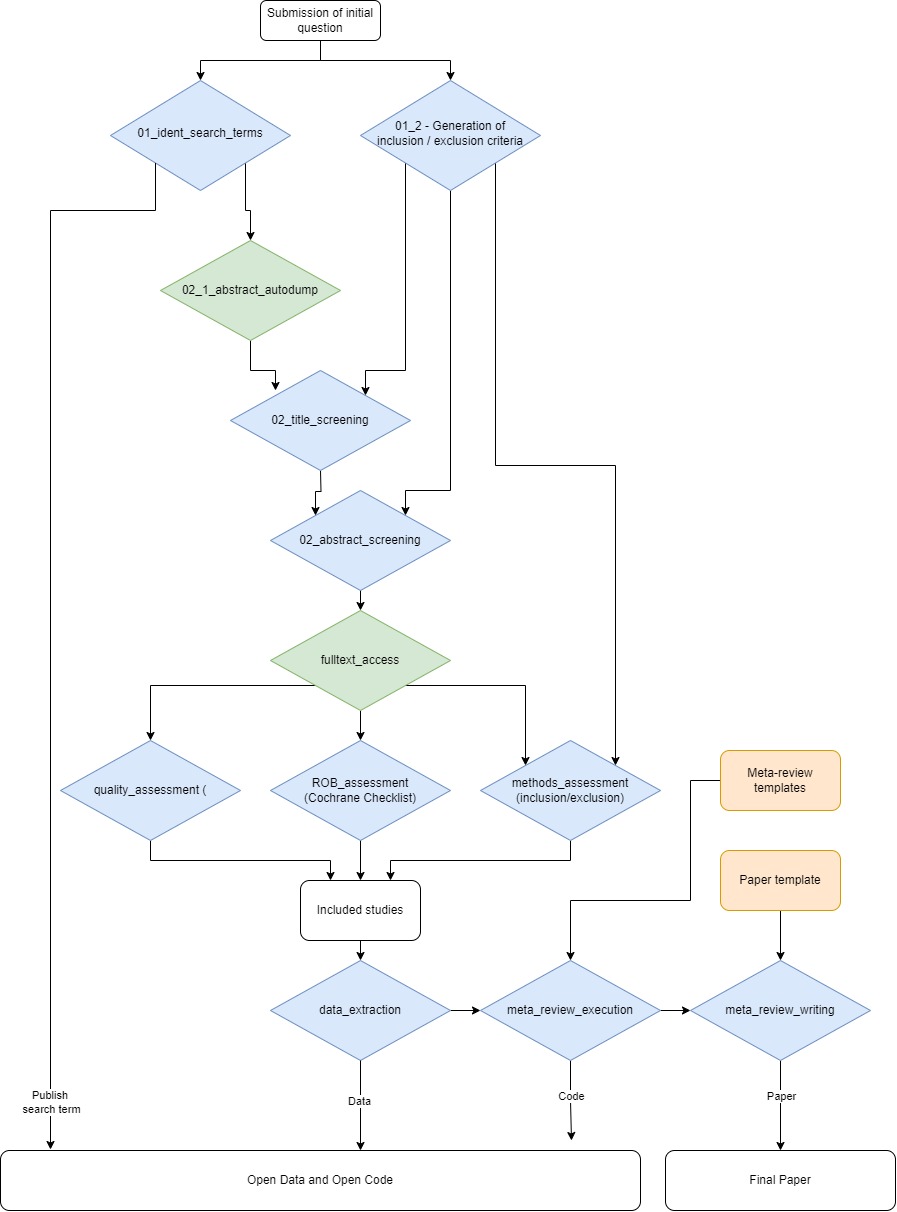 Submission of initial
question
01_ident_search_terms
01_2 - Generation of
inclusion / exclusion criteria
02_1_abstract_autodump
02_title_screening
02_abstract_screening
fulltext_access
quality_assessment (
ROB_assessment
(Cochrane Checklist)
methods_assessment
(inclusion/exclusion)
Meta-review
templates
Paper template
Included studies
data_extraction
meta_review_execution
meta_review_writing
Publish
search term
Data
Code
Paper
Open Data and Open Code
Final Paper